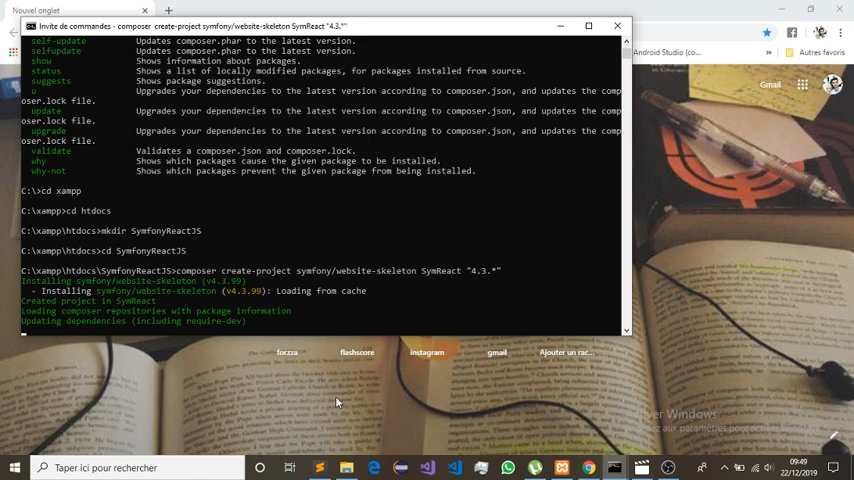 Nouvel onglet
Invite de commandes - composer create-project symfony/website-skeleton SymReact "4.3.*"
self-update Updates composer.phar to the latest version.
selfupdate Updates composer.phar to the latest version.
show Shows information about packages.
status Shows a list of locally modified packages, for packages installed from source.
suggests Shows package suggestions.
u Upgrades your dependencies to the latest version according to composer.json, and updates the comp
oser.lock file.
update Upgrades your dependencies to the latest version according to composer.json, and updates the comp
oser.lock file.
upgrade Upgrades your dependencies to the latest version according to composer.json, and updates the comp
oser.lock file.
validate Validates a composer.json and composer.lock.
why Shows which packages cause the given package to be installed.
why-not Shows which packages prevent the given package from being installed.
C:\>cd xampp
C:\xampp>cd htdocs
C:\xampp\htdocs>mkdir SymfonyReactJS
C:\xampp\htdocs>cd SymfonyReactJS
C:\xampp\htdocs\SymfonyReactJS>composer create-project symfony/website-skeleton SymReact "4.3.*"
Installing symfony/website-skeleton (v4.3.99)
- Installing symfony/website-skeleton (v4.3.99): Loading from cache
Created project in SymReact
Loading composer repositories with package information
Updating dependencies (including require-dev)
Android Studio (co...
» Autres favoris
Gmail
forzza flashscore instagram gmail Ajouter un rac...
ver Windows.
ez aux paramètres pour
Taper ici pour rechercher
09:49
22/12/2019